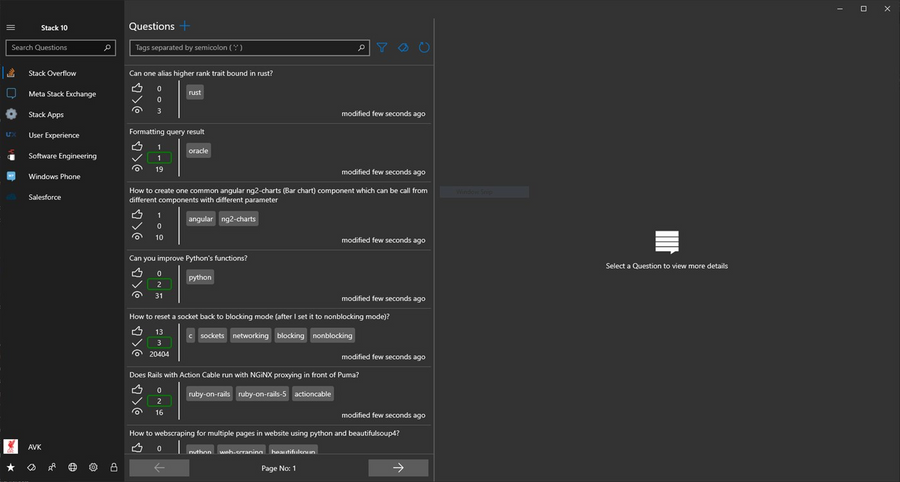 Stack 10
Search Questions
Stack Overflow
Meta Stack Exchange
Stack Apps
User Experience
Software Engineering
Windows Phone
Salesforce
AVK
Questions
Tags separated by semicolon ( ';' )
Can one alias higher rank trait bound in rust?
0
0
3
rust
modified few seconds ago
Formatting query result
1
1
19
oracle
modified few seconds ago
How to create one common angular ng2-charts (Bar chart) component which can be call from
different components with different parameter
1
0
10
angular ng2-charts
modified few seconds ago
Can you improve Python's functions?
0
2
31
python
modified few seconds ago
How to reset a socket back to blocking mode (after I set it to nonblocking mode)?
13
3
20404
c sockets networking blocking nonblocking
modified few seconds ago
Does Rails with Action Cable run with NGiNX proxying in front of Puma?
0
2
16
ruby-on-rails ruby-on-rails-5 actioncable
modified few seconds ago
How to webscraping for multiple pages in website using python and beautifulsoup4?
0
python web-scraping beautifulsoup
Page No: 1
Select a Question to view more details